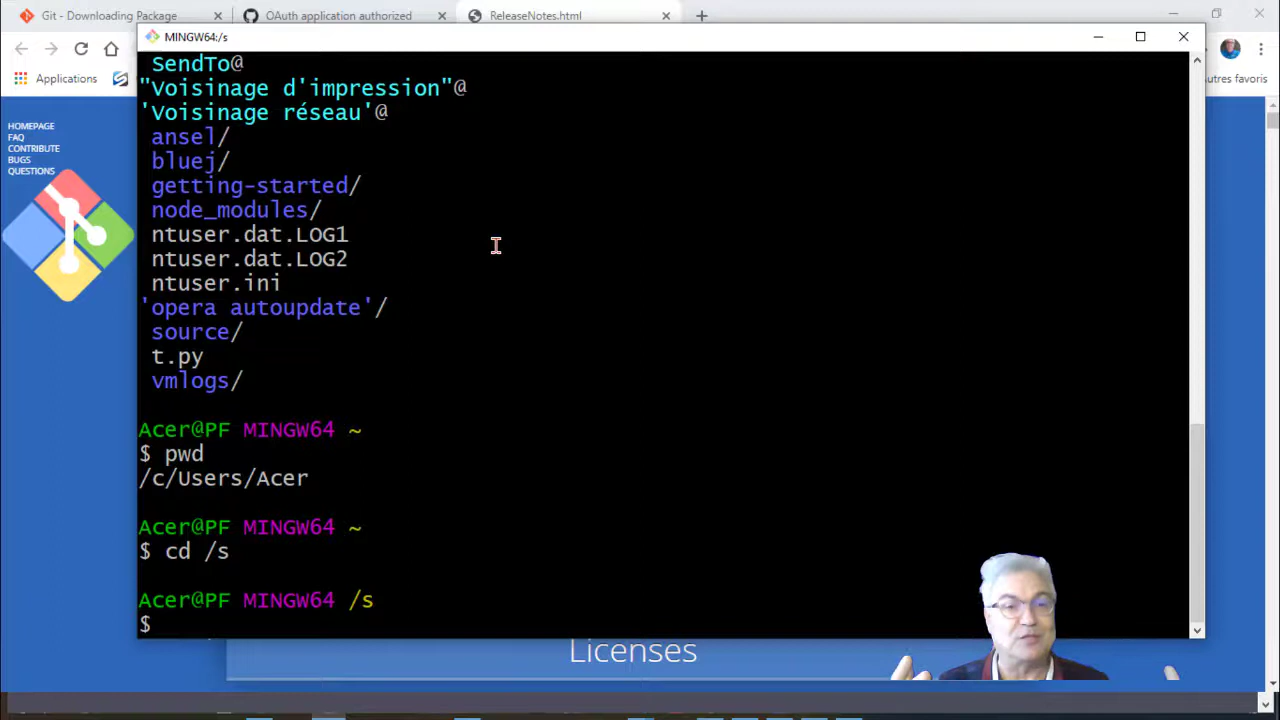 Git - Downloading Package
OAuth application authorized
ReleaseNotes.html
MINGW64:/s
Applications
utres favoris
HOMEPAGE
FAQ
CONTRIBUTE
BUGS
QUESTIONS
SendTo@
"Voisinage d'impression"@
'Voisinage réseau'@
ansel/
bluej/
getting-started/
node_modules/
ntuser.dat.LOG1
ntuser.dat.LOG2
ntuser.ini
'opera autoupdate'/
source/
t.py
vmlogs/
Acer@PF MINGW64 ~
$ pwd
/c/Users/Acer
Acer@PF MINGW64 ~
$ cd /s
Acer@PF MINGW64 /s
$
Licenses